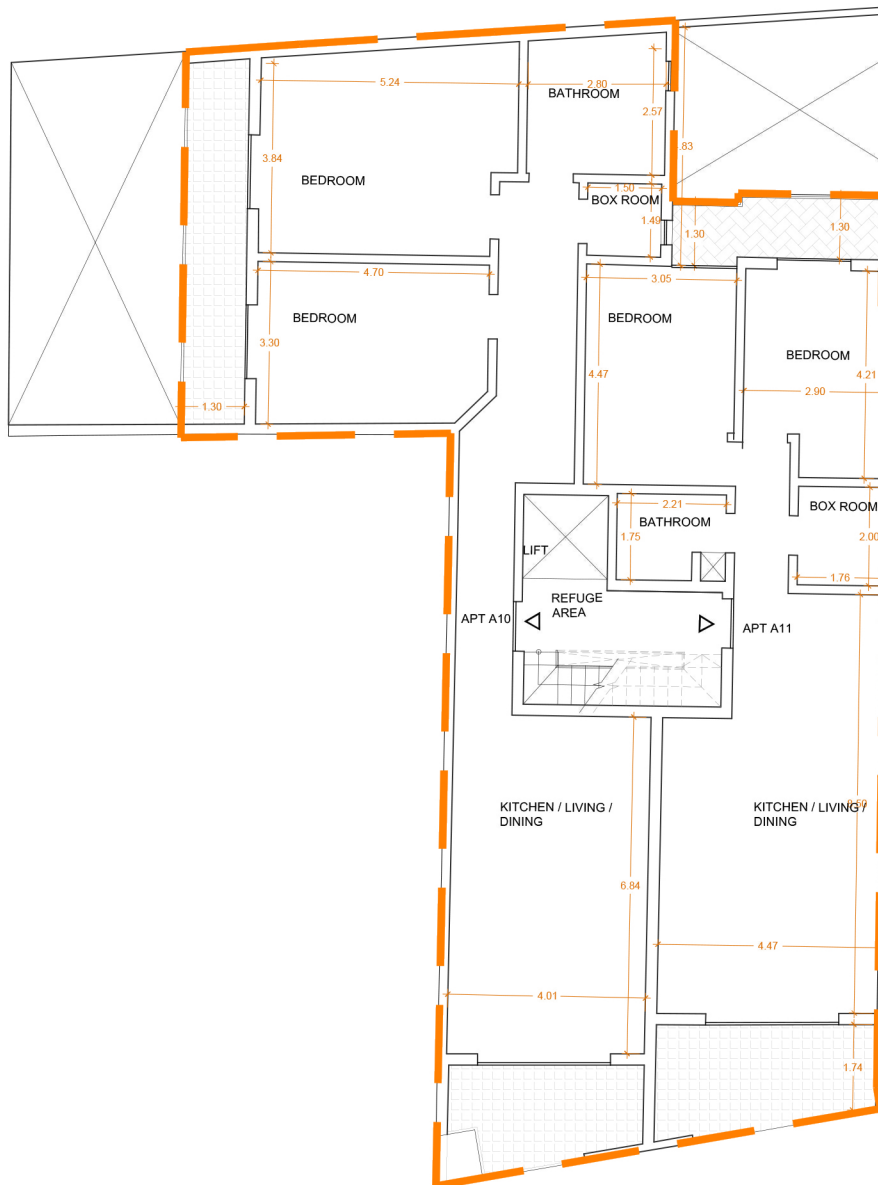 5.24
2.80
BATHROOM
2.57
.83
3.84
BEDROOM
1.50
BOX ROOM
1.49
1.30
1.30
4.70
3.05
BEDROOM
BEDROOM
3.30
BEDROOM
4.47
4.21
2.90
1.30
2.21
BOX ROOM
BATHROOM
1.75
2.00
LIFT
1.76
REFUGE
AREA
APT A10
APT A11
KITCHEN / LIVING /
DINING
KITCHEN / LIVING /
DINING
6.84
4.47
4.01
1.74